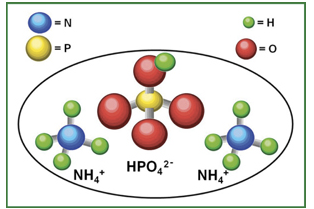 = N
= H
= P
= O
HPO₄²⁻
NH₄⁺
NH₄⁺